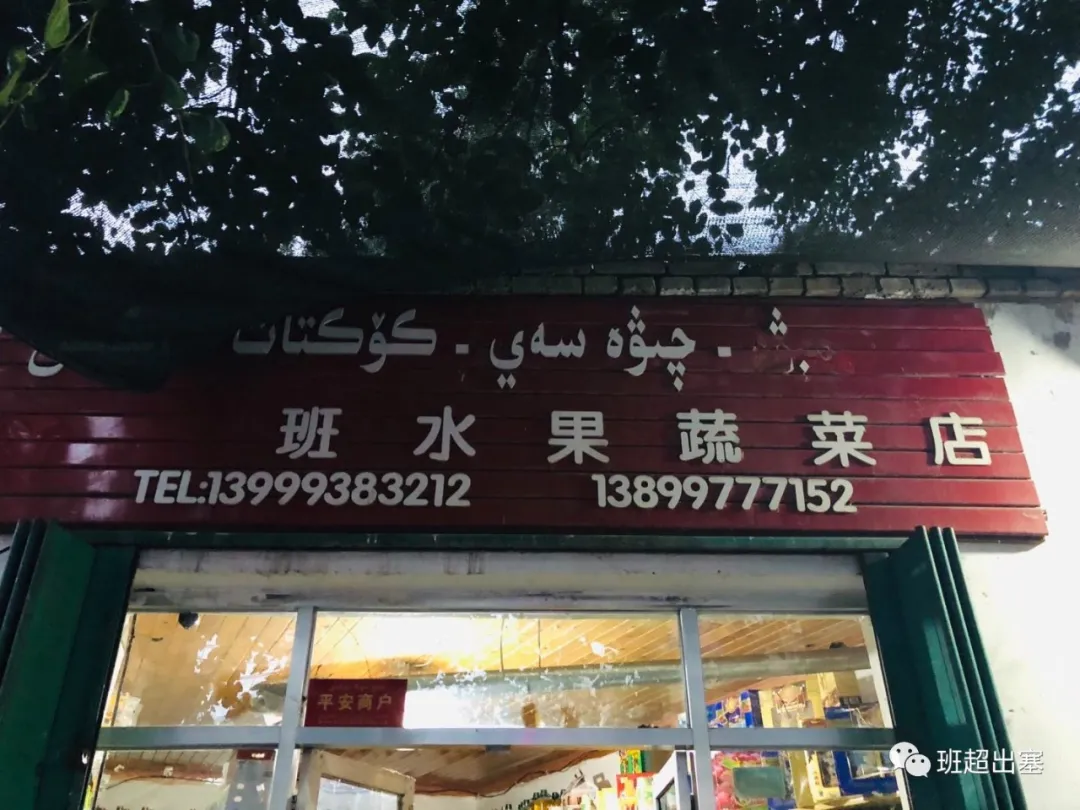 چىۋە سەي - كۆكتات
班水果蔬菜店
TEL:13999383212 13899777152
平安商户
班超出塞